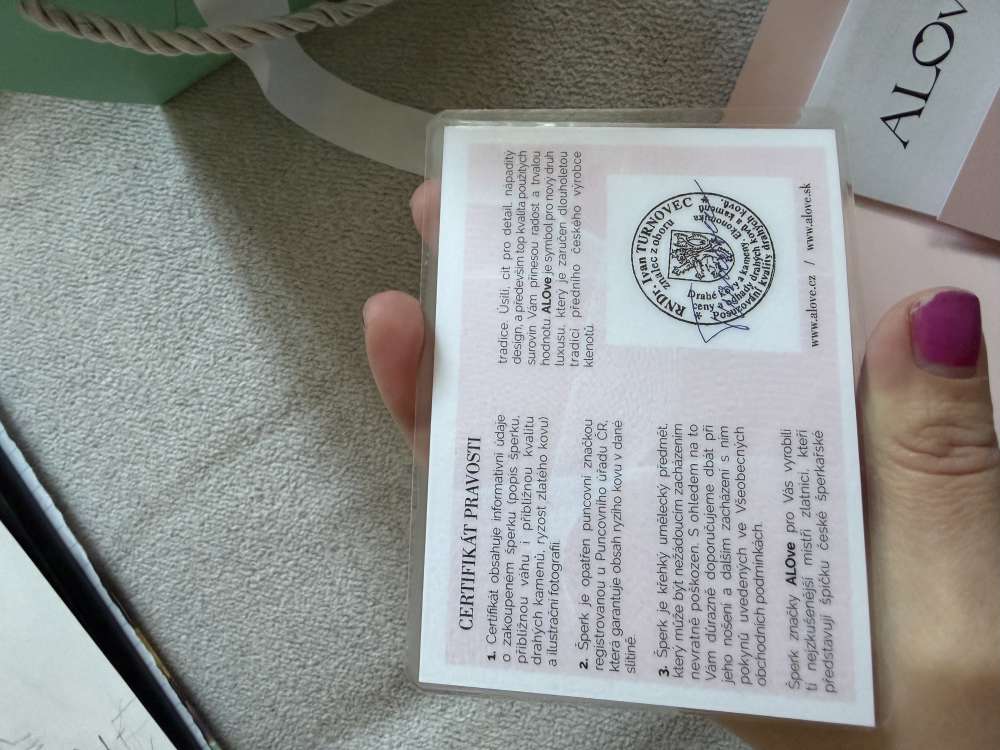 CERTIFIKÁT PRAVOSTI
1. Certifikát obsahuje informativní údaje
o zakoupeném šperku (popis šperku,
přibližnou váhu i přibližnou kvalitu
drahých kamenů, ryzost zlatého kovu)
a ilustrační fotografii.
2. Šperk je opatřen puncovní značkou
registrovanou u Puncovního úřadu ČR,
která garantuje obsah ryzího kovu v dané
slitině.
3. Šperk je křehký umělecký předmět,
který může být nežádoucím zacházením
nevratně poškozen. S ohledem na to
Vám důrazně doporučujeme dbát při
jeho nošení a dalším zacházení s ním
pokynů uvedených ve Všeobecných
obchodních podmínkách.
Šperk značky ALOve pro Vás vyrobili
ti nejzkušenější mistři zlatníci, kteří
představují špičku české šperkařské
tradice. Úsilí, cit pro detail, nápaditý
design, a především top kvalita použitých
surovin Vám přinesou radost a trvalou
hodnotu. ALOve je symbol pro nový druh
luxusu, který je zaručen dlouholetou
tradicí předního českého výrobce
klenotů.
RNDr. Ivan TURNOVEC
znalec z oboru
Ekonomika
Drahé kovy a kameny
ceny a odhady drahých kovů a kamenů
Posuzování kvality drahých kovů.
www.alove.cz / www.alove.sk
ALOv